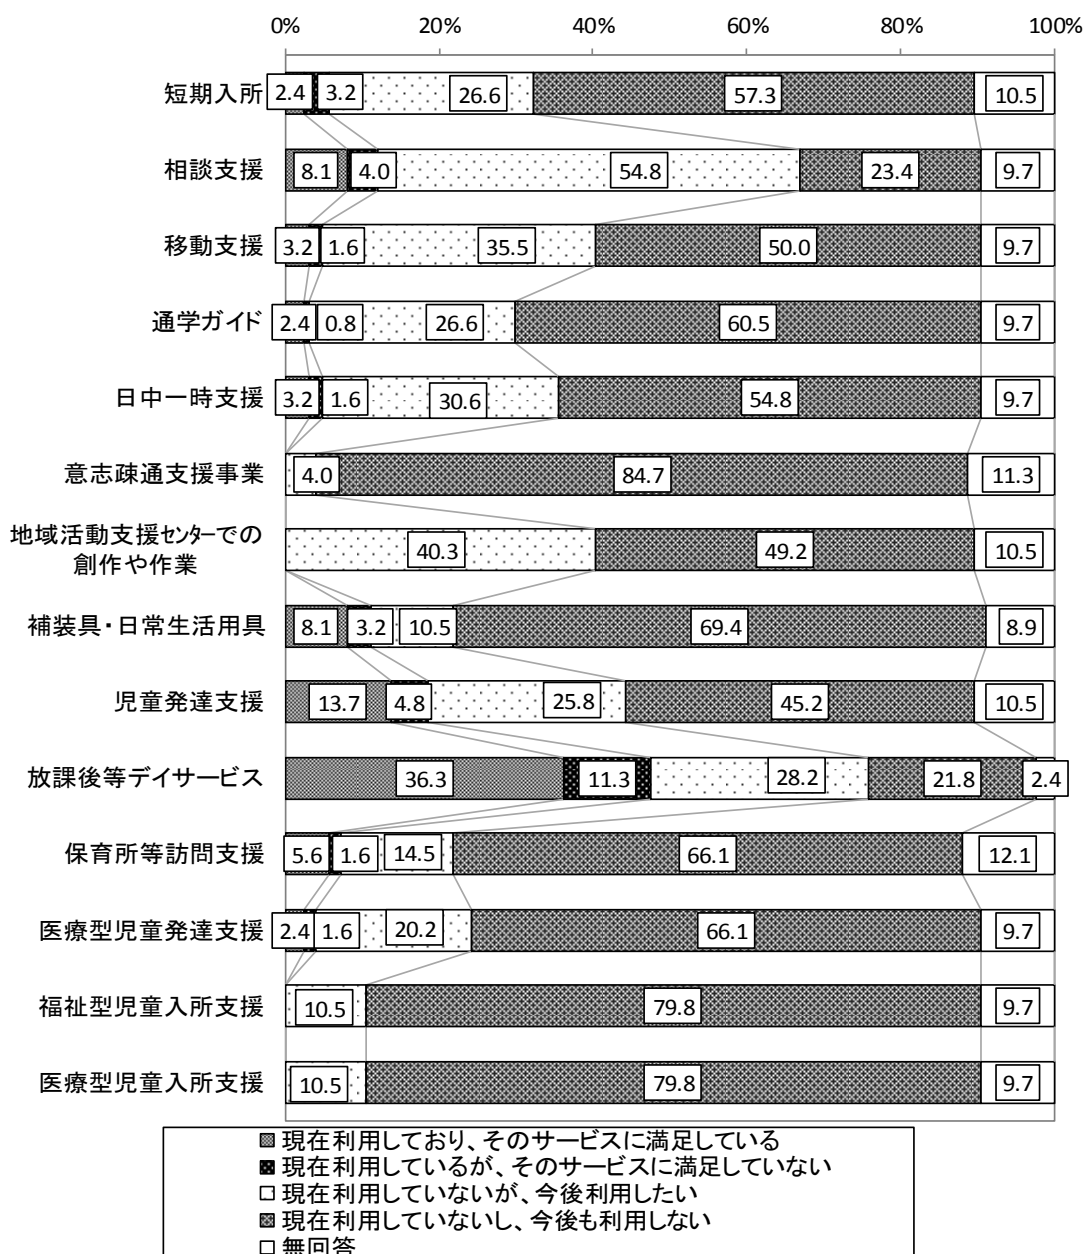 0% 20% 40% 60% 80% 100%
短期入所 2.4 3.2 26.6 57.3 10.5
相談支援 8.1 4.0 54.8 23.4 9.7
移動支援 3.2 1.6 35.5 50.0 9.7
通学ガイド 2.4 0.8 26.6 60.5 9.7
日中一時支援 3.2 1.6 30.6 54.8 9.7
意志疎通支援事業 4.0 84.7 11.3
地域活動支援センターでの
創作や作業 40.3 49.2 10.5
補装具・日常生活用具 8.1 3.2 10.5 69.4 8.9
児童発達支援 13.7 4.8 25.8 45.2 10.5
放課後等デイサービス 36.3 11.3 28.2 21.8 2.4
保育所等訪問支援 5.6 1.6 14.5 66.1 12.1
医療型児童発達支援 2.4 1.6 20.2 66.1 9.7
福祉型児童入所支援 10.5 79.8 9.7
医療型児童入所支援 10.5 79.8 9.7
現在利用しており、そのサービスに満足している
現在利用しているが、そのサービスに満足していない
現在利用していないが、今後利用したい
現在利用していないし、今後も利用しない
無回答